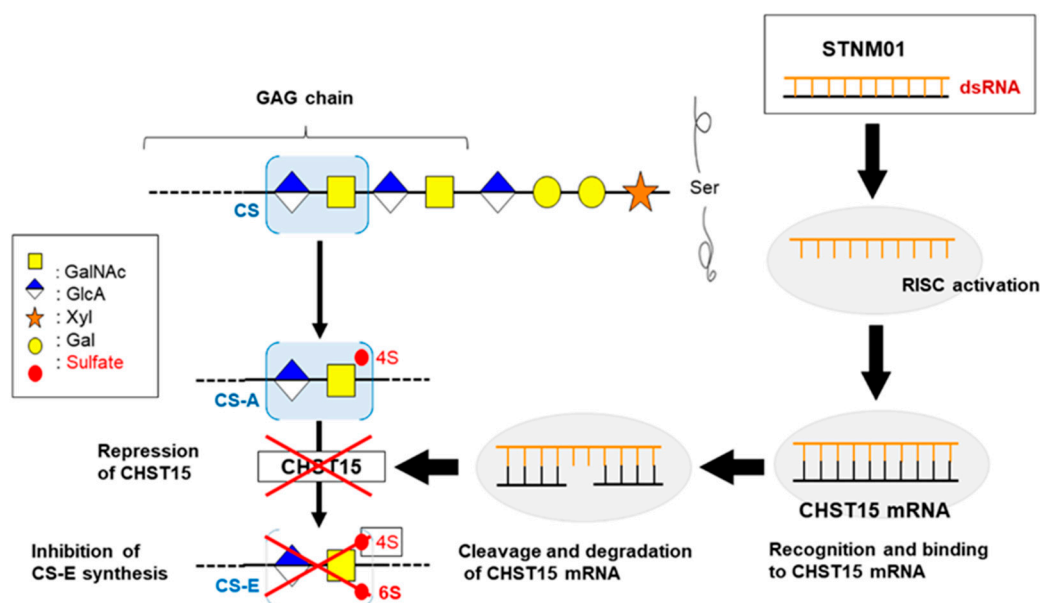 STNM01
dsRNA
GAG chain
Ser
CS
RISC activation
: GalNAc
: GlcA
: Xyl
: Gal
: Sulfate
4S
CS-A
Repression
of CHST15
CHST15
CHST15 mRNA
Inhibition of
CS-E synthesis
4S
CS-E
6S
Cleavage and degradation
of CHST15 mRNA
Recognition and binding
to CHST15 mRNA